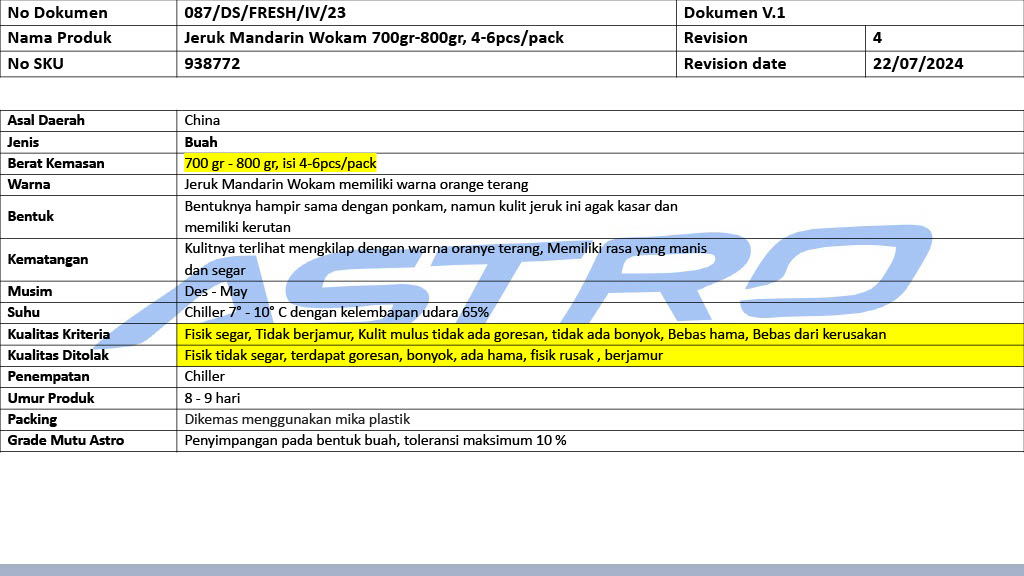 No Dokumen 087/DS/FRESH/IV/23 Dokumen V.1
Nama Produk Jeruk Mandarin Wokam 700gr-800gr, 4-6pcs/pack Revision 4
No SKU 938772 Revision date 22/07/2024
Asal Daerah China
Jenis Buah
Berat Kemasan 700 gr - 800 gr, isi 4-6pcs/pack
Warna Jeruk Mandarin Wokam memiliki warna orange terang
Bentuk Bentuknya hampir sama dengan ponkam, namun kulit jeruk ini agak kasar dan
memiliki kerutan
Kematangan Kulitnya terlihat mengkilap dengan warna oranye terang, Memiliki rasa yang manis
dan segar
Musim Des - May
Suhu Chiller 7° - 10° C dengan kelembapan udara 65%
Kualitas Kriteria Fisik segar, Tidak berjamur, Kulit mulus tidak ada goresan, tidak ada bonyok, Bebas hama, Bebas dari kerusakan
Kualitas Ditolak Fisik tidak segar, terdapat goresan, bonyok, ada hama, fisik rusak , berjamur
Penempatan Chiller
Umur Produk 8 - 9 hari
Packing Dikemas menggunakan mika plastik
Grade Mutu Astro Penyimpangan pada bentuk buah, toleransi maksimum 10 %
ASTRO